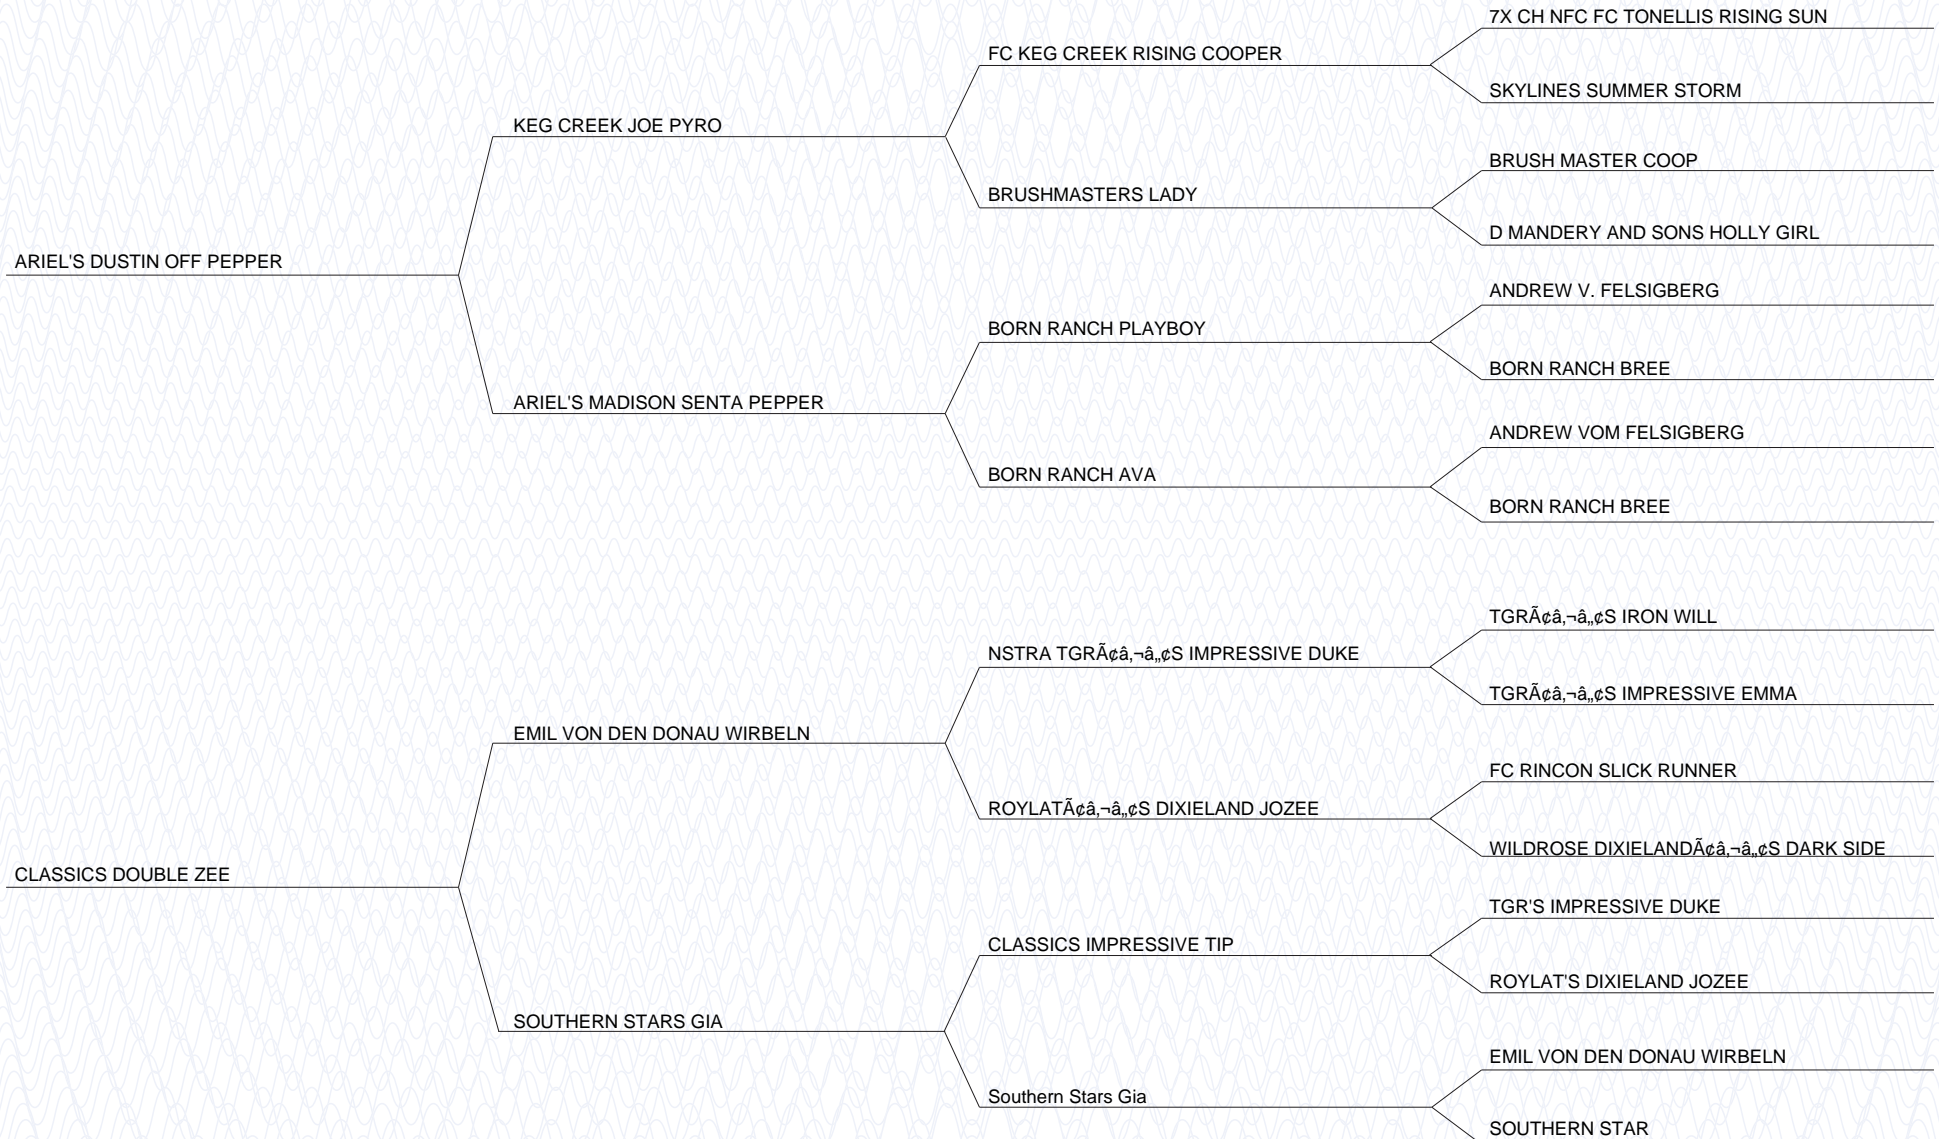 7X CH NFC FC TONELLIS RISING SUN
FC KEG CREEK RISING COOPER
SKYLINES SUMMER STORM
KEG CREEK JOE PYRO
BRUSH MASTER COOP
BRUSHMASTERS LADY
D MANDERY AND SONS HOLLY GIRL
ARIEL'S DUSTIN OFF PEPPER
ANDREW V. FELSIGBERG
BORN RANCH PLAYBOY
BORN RANCH BREE
ARIEL'S MADISON SENTA PEPPER
ANDREW VOM FELSIGBERG
BORN RANCH AVA
BORN RANCH BREE
TGRÃ¢â‚¬â„¢S IRON WILL
NSTRA TGRÃ¢â‚¬â„¢S IMPRESSIVE DUKE
TGRÃ¢â‚¬â„¢S IMPRESSIVE EMMA
EMIL VON DEN DONAU WIRBELN
FC RINCON SLICK RUNNER
ROYLATÃ¢â‚¬â„¢S DIXIELAND JOZEE
WILDROSE DIXIELANDÃ¢â‚¬â„¢S DARK SIDE
CLASSICS DOUBLE ZEE
TGR'S IMPRESSIVE DUKE
CLASSICS IMPRESSIVE TIP
ROYLAT'S DIXIELAND JOZEE
SOUTHERN STARS GIA
EMIL VON DEN DONAU WIRBELN
Southern Stars Gia
SOUTHERN STAR